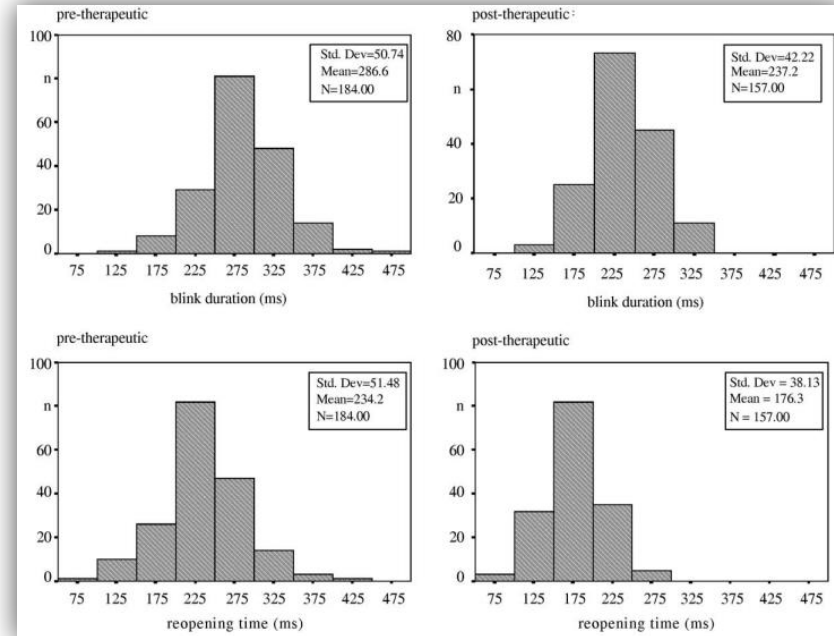 pre-therapeutic
100
n
60
40
20
0
Std. Dev=50.74
Mean=286.6
N=184.00
75 125 175 225 275 325 375 425 475
blink duration (ms)
post-therapeutic :
80
n
40
20
0
Std. Dev=42.22
Mean=237.2
N=157.00
75 125 175 225 275 325 375 425 475
blink duration (ms)
pre-therapeutic
100
n
60
40
20
0
Std. Dev=51.48
Mean=234.2
N=184.00
75 125 175 225 275 325 375 425 475
reopening time (ms)
post-therapeutic
100
n
60
40
20
0
Std. Dev = 38.13
Mean = 176.3
N = 157.00
75 125 175 225 275 325 375 425 475
reopening time (ms)